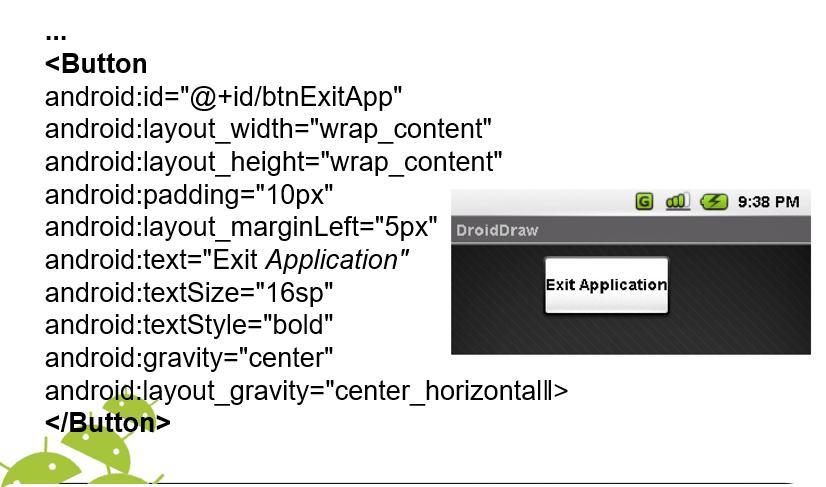 ...
<Button
android:id="@+id/btnExitApp"
android:layout_width="wrap_content"
android:layout_height="wrap_content"
android:padding="10px"
android:layout_marginLeft="5px"
android:text="Exit Application"
android:textSize="16sp"
android:textStyle="bold"
android:gravity="center"
android:layout_gravity="center_horizontal‖>
</Button>
G 9:38 PM
DroidDraw
Exit Application